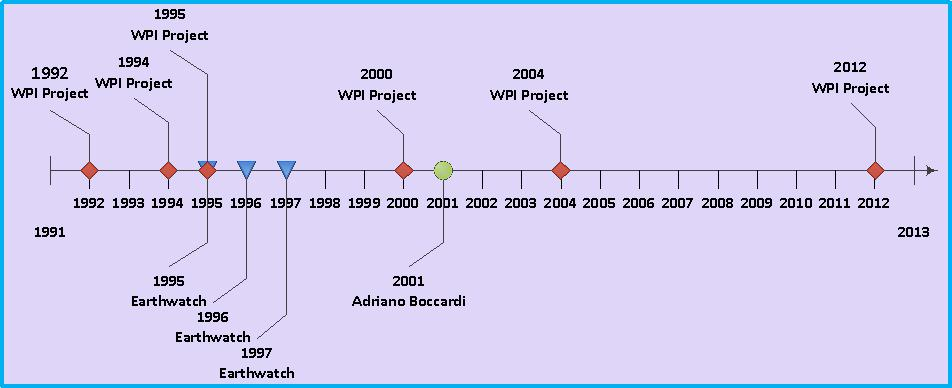 1995
WPI Project
1992
WPI Project
1994
WPI Project
2000
WPI Project
2004
WPI Project
2012
WPI Project
1992 1993 1994 1995 1996 1997 1998 1999 2000 2001 2002 2003 2004 2005 2006 2007 2008 2009 2010 2011 2012
1991 2013
1995
Earthwatch
1996
Earthwatch
1997
Earthwatch
2001
Adriano Boccardi